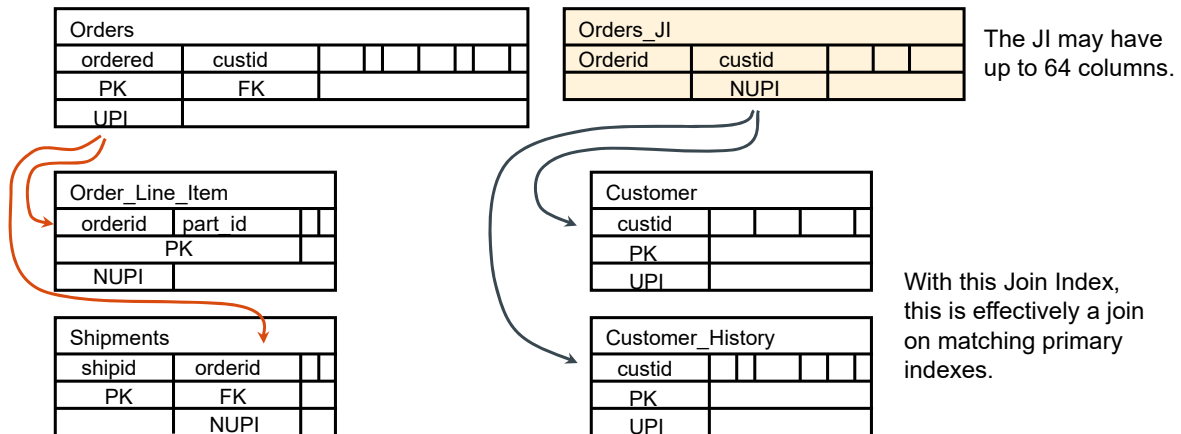 Orders
ordered custid
PK FK
UPI
Orders_JI
Orderid custid
NUPI
The JI may have
up to 64 columns.
Order_Line_Item
orderid part_id
PK
NUPI
Customer
custid
PK
UPI
With this Join Index,
this is effectively a join
on matching primary
indexes.
Shipments
shipid orderid
PK FK
NUPI
Customer_History
custid
PK
UPI